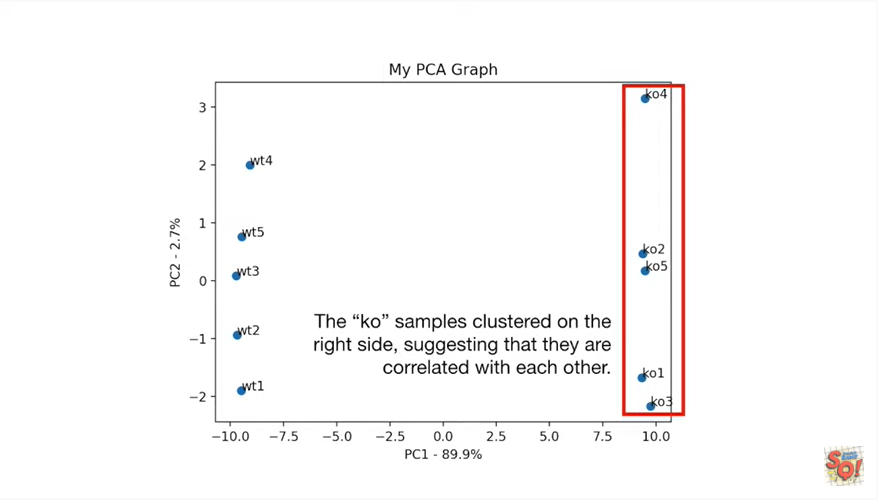 My PCA Graph
3
2
1
0
−1
−2
PC2 - 2.7%
wt4
wt5
wt3
wt2
wt1
ko4
ko2
ko5
ko1
ko3
The “ko” samples clustered on the
right side, suggesting that they are
correlated with each other.
−10.0 −7.5 −5.0 −2.5 0.0 2.5 5.0 7.5 10.0
PC1 - 89.9%
SQ!